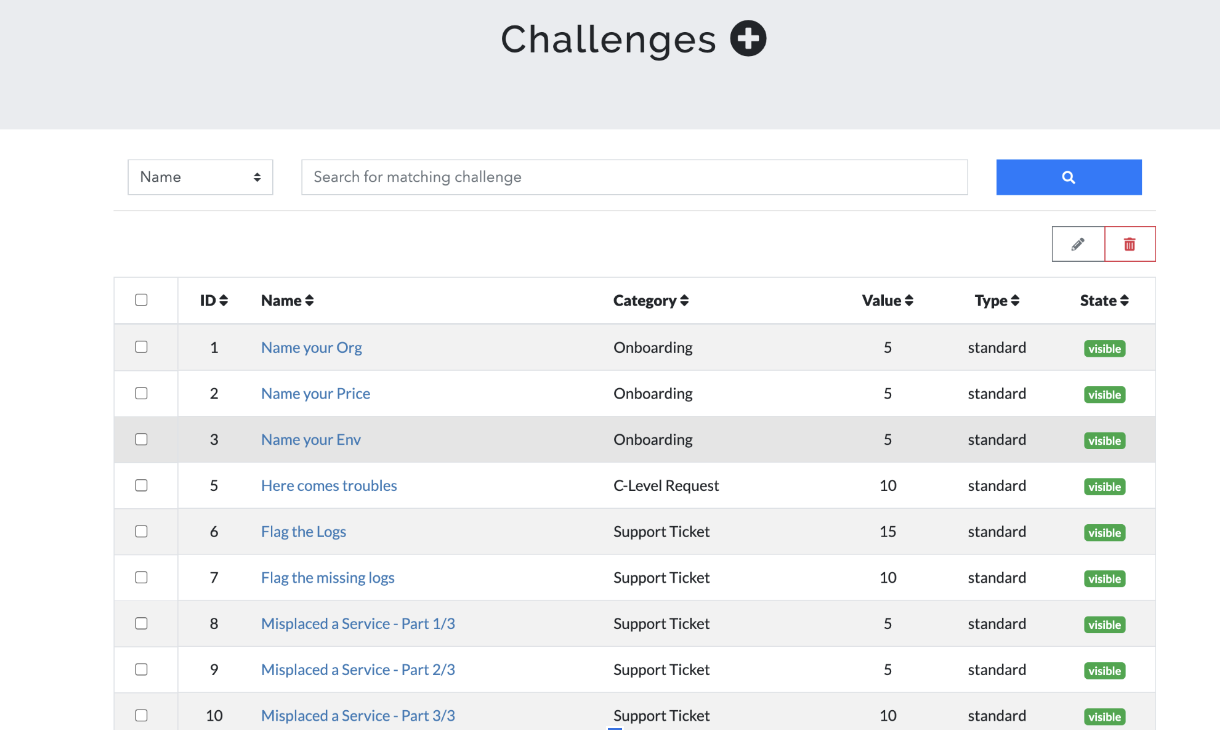 Challenges
Name Search for matching challenge
ID Name Category Value Type State
1 Name your Org Onboarding 5 standard visible
2 Name your Price Onboarding 5 standard visible
3 Name your Env Onboarding 5 standard visible
5 Here comes troubles C-Level Request 10 standard visible
6 Flag the Logs Support Ticket 15 standard visible
7 Flag the missing logs Support Ticket 10 standard visible
8 Misplaced a Service - Part 1/3 Support Ticket 5 standard visible
9 Misplaced a Service - Part 2/3 Support Ticket 5 standard visible
10 Misplaced a Service - Part 3/3 Support Ticket 10 standard visible